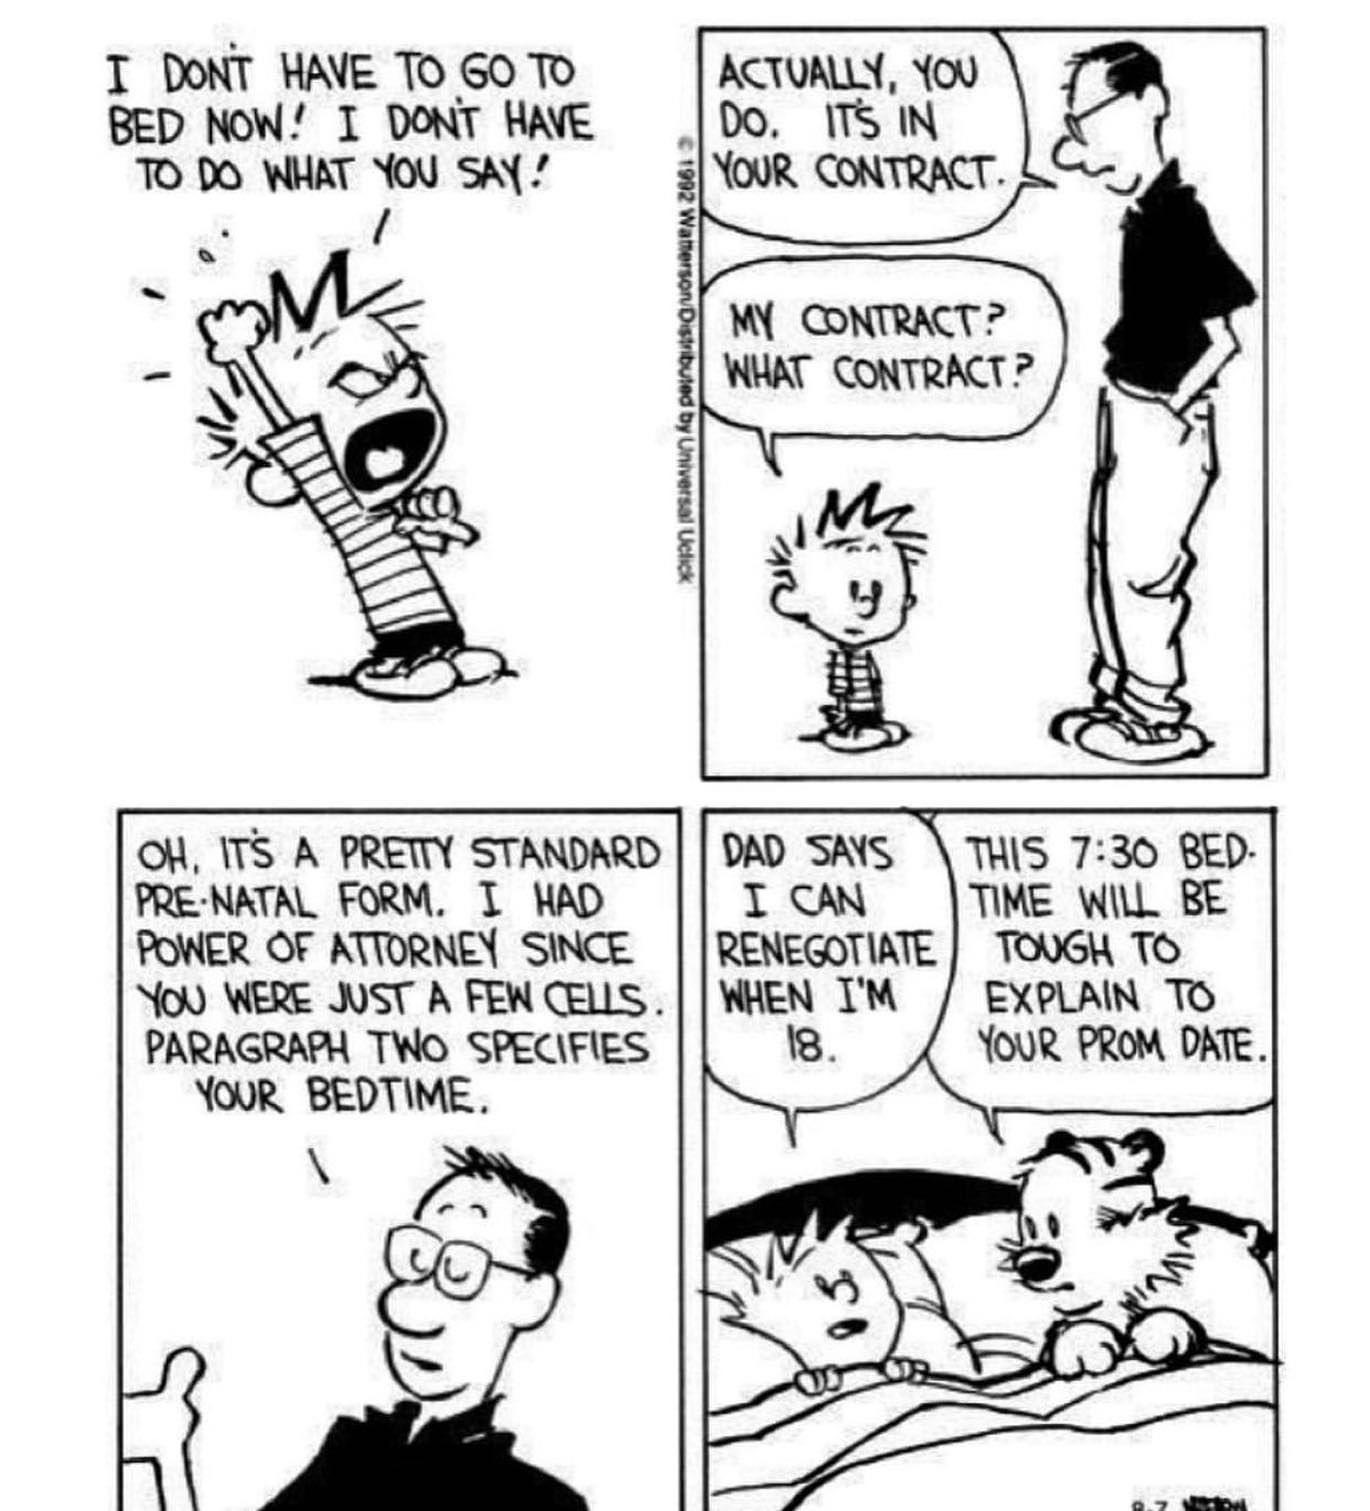 I DON'T HAVE TO GO TO
BED NOW! I DON'T HAVE
TO DO WHAT YOU SAY!
© 1992 Watterson/Distributed by Universal Uclick
ACTUALLY, YOU
DO. IT'S IN
YOUR CONTRACT.
MY CONTRACT?
WHAT CONTRACT?
OH, IT'S A PRETTY STANDARD
PRE-NATAL FORM. I HAD
POWER OF ATTORNEY SINCE
YOU WERE JUST A FEW CELLS.
PARAGRAPH TWO SPECIFIES
YOUR BEDTIME.
DAD SAYS
I CAN
RENEGOTIATE
WHEN I'M
18.
THIS 7:30 BED-
TIME WILL BE
TOUGH TO
EXPLAIN TO
YOUR PROM DATE.